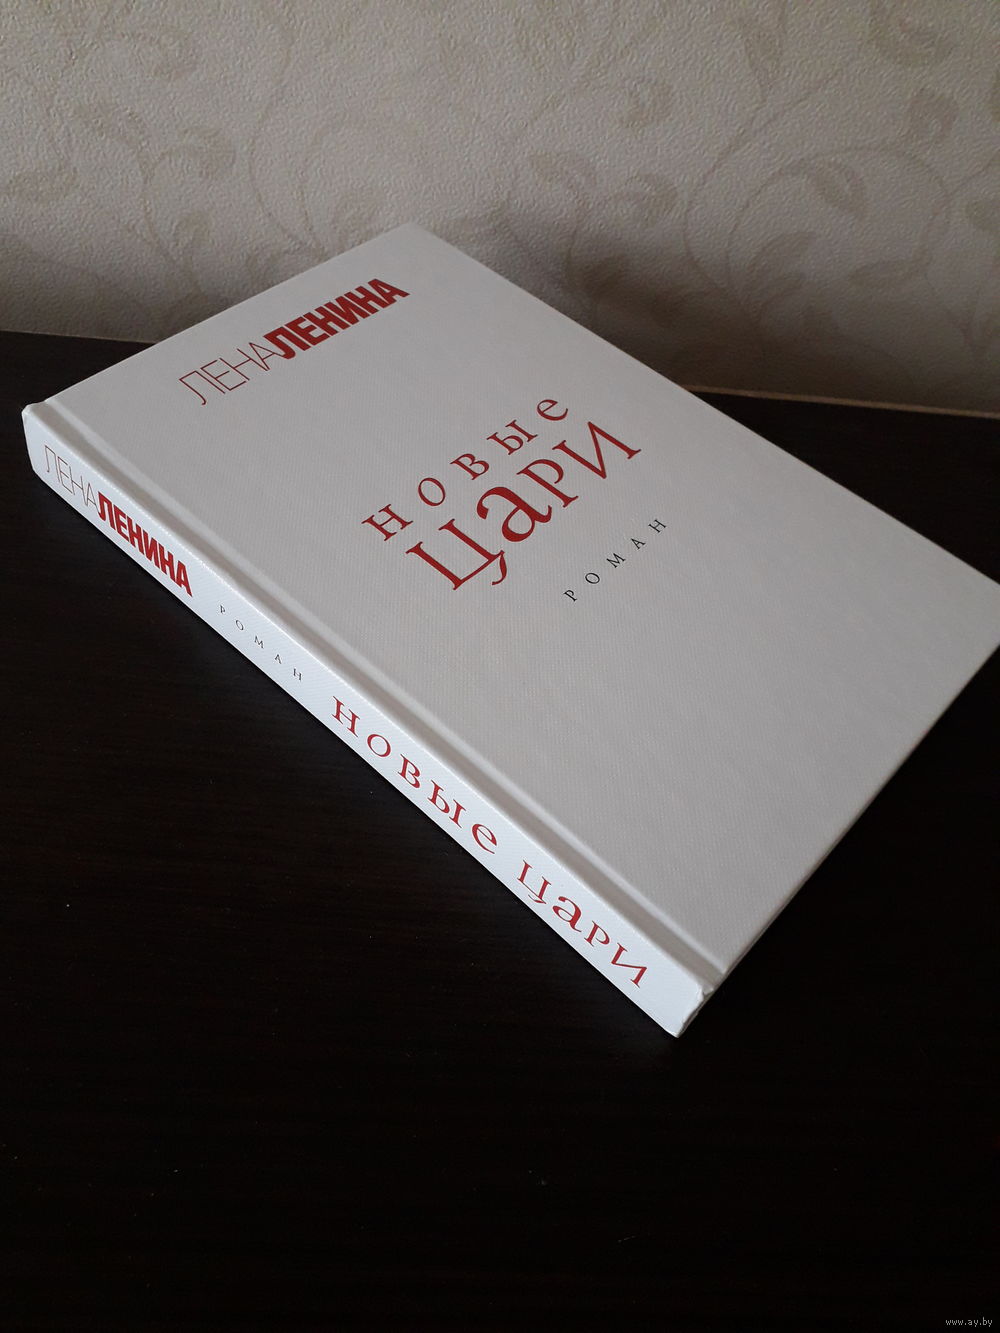 ЛЕНАЛЕНИНА
новые
цари
РОМАН
ЛЕНАЛЕНИНА
РОМАН
новые цари
www.ay.by